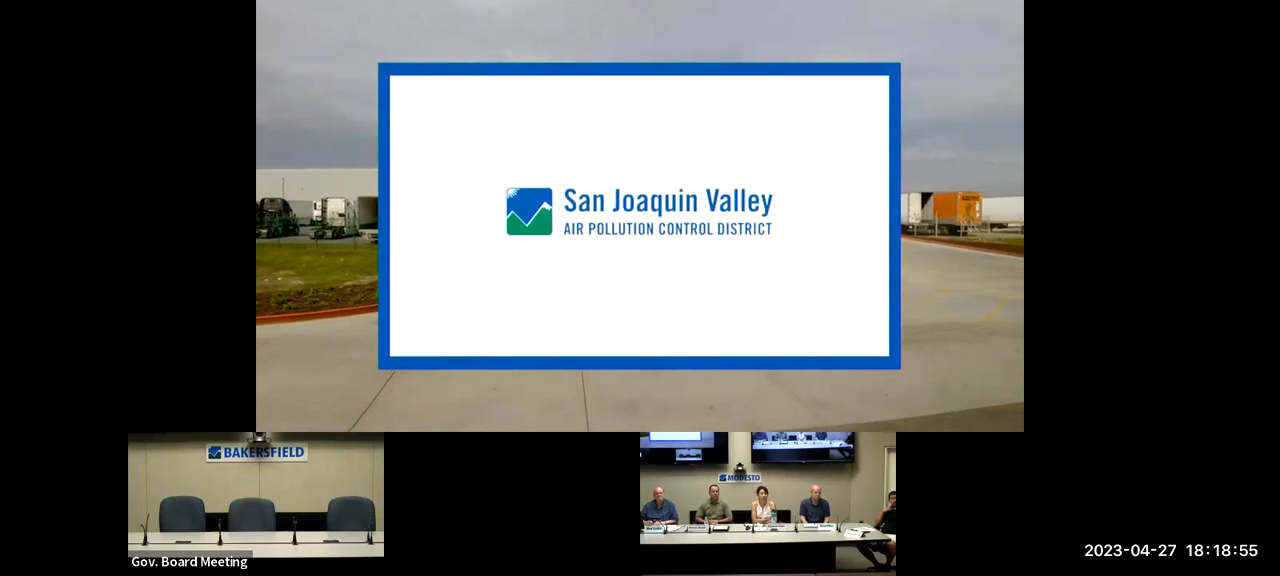 San Joaquin Valley
AIR POLLUTION CONTROL DISTRICT
BAKERSFIELD
MODESTO
Gov. Board Meeting
2023-04-27 18:18:55